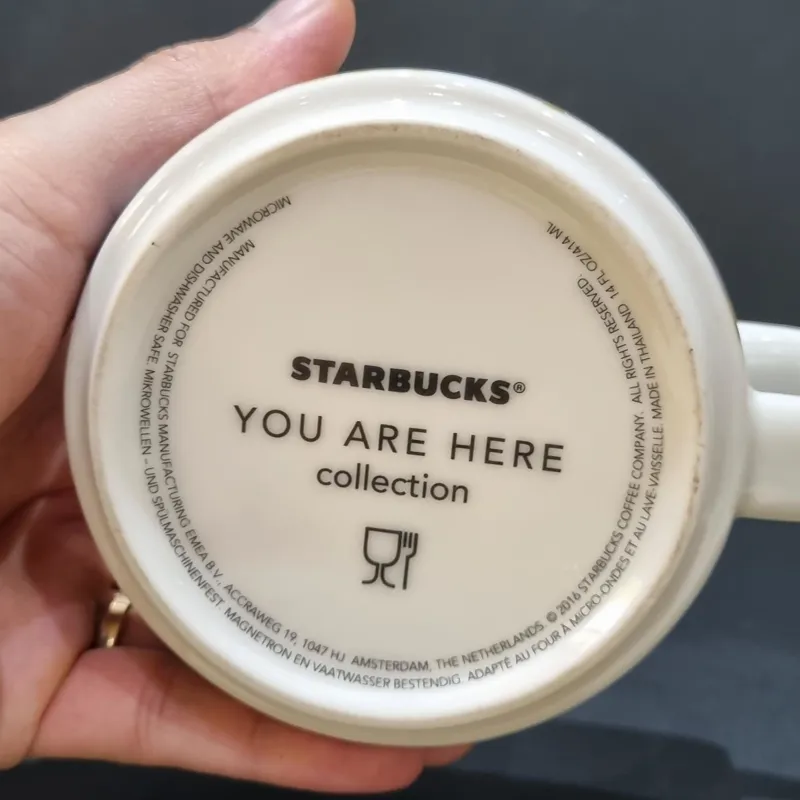 STARBUCKS®
YOU ARE HERE
collection
MANUFACTURED FOR STARBUCKS MANUFACTURING EMEA B.V., ACCRAWEG 19, 1047 HJ AMSTERDAM, THE NETHERLANDS © 2016 STARBUCKS COFFEE COMPANY. ALL RIGHTS RESERVED.
MICROWAVE AND DISHWASHER SAFE. MIKROWELLEN – UND SPÜLMASCHINENFEST. MAGNETRON EN VAATWASSER BESTENDIG. ADAPTÉ AU FOUR À MICRO-ONDES ET AU LAVE-VAISSELLE. MADE IN THAILAND 14 FL OZ/414 ML